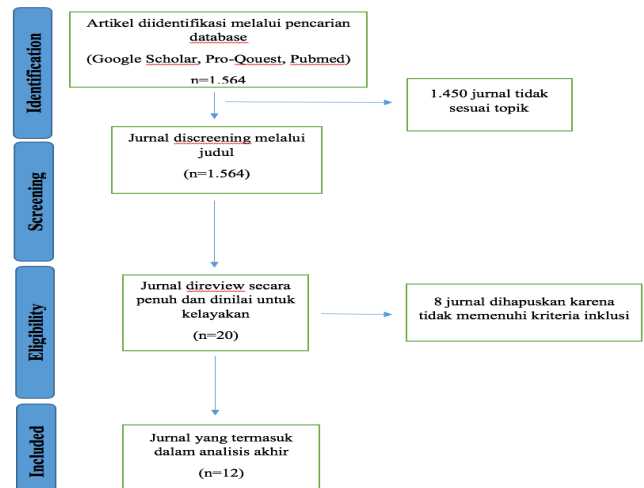 Identification
Artikel diidentifikasi melalui pencarian
database
(Google Scholar, Pro-Qouest, Pubmed)
n=1.564
1.450 jurnal tidak
sesuai topik
Screening
Jurnal discreening melalui
judul
(n=1.564)
Eligibility
Jurnal direview secara
penuh dan dinilai untuk
kelayakan
(n=20)
8 jurnal dihapuskan karena
tidak memenuhi kriteria inklusi
Included
Jurnal yang termasuk
dalam analisis akhir
(n=12)